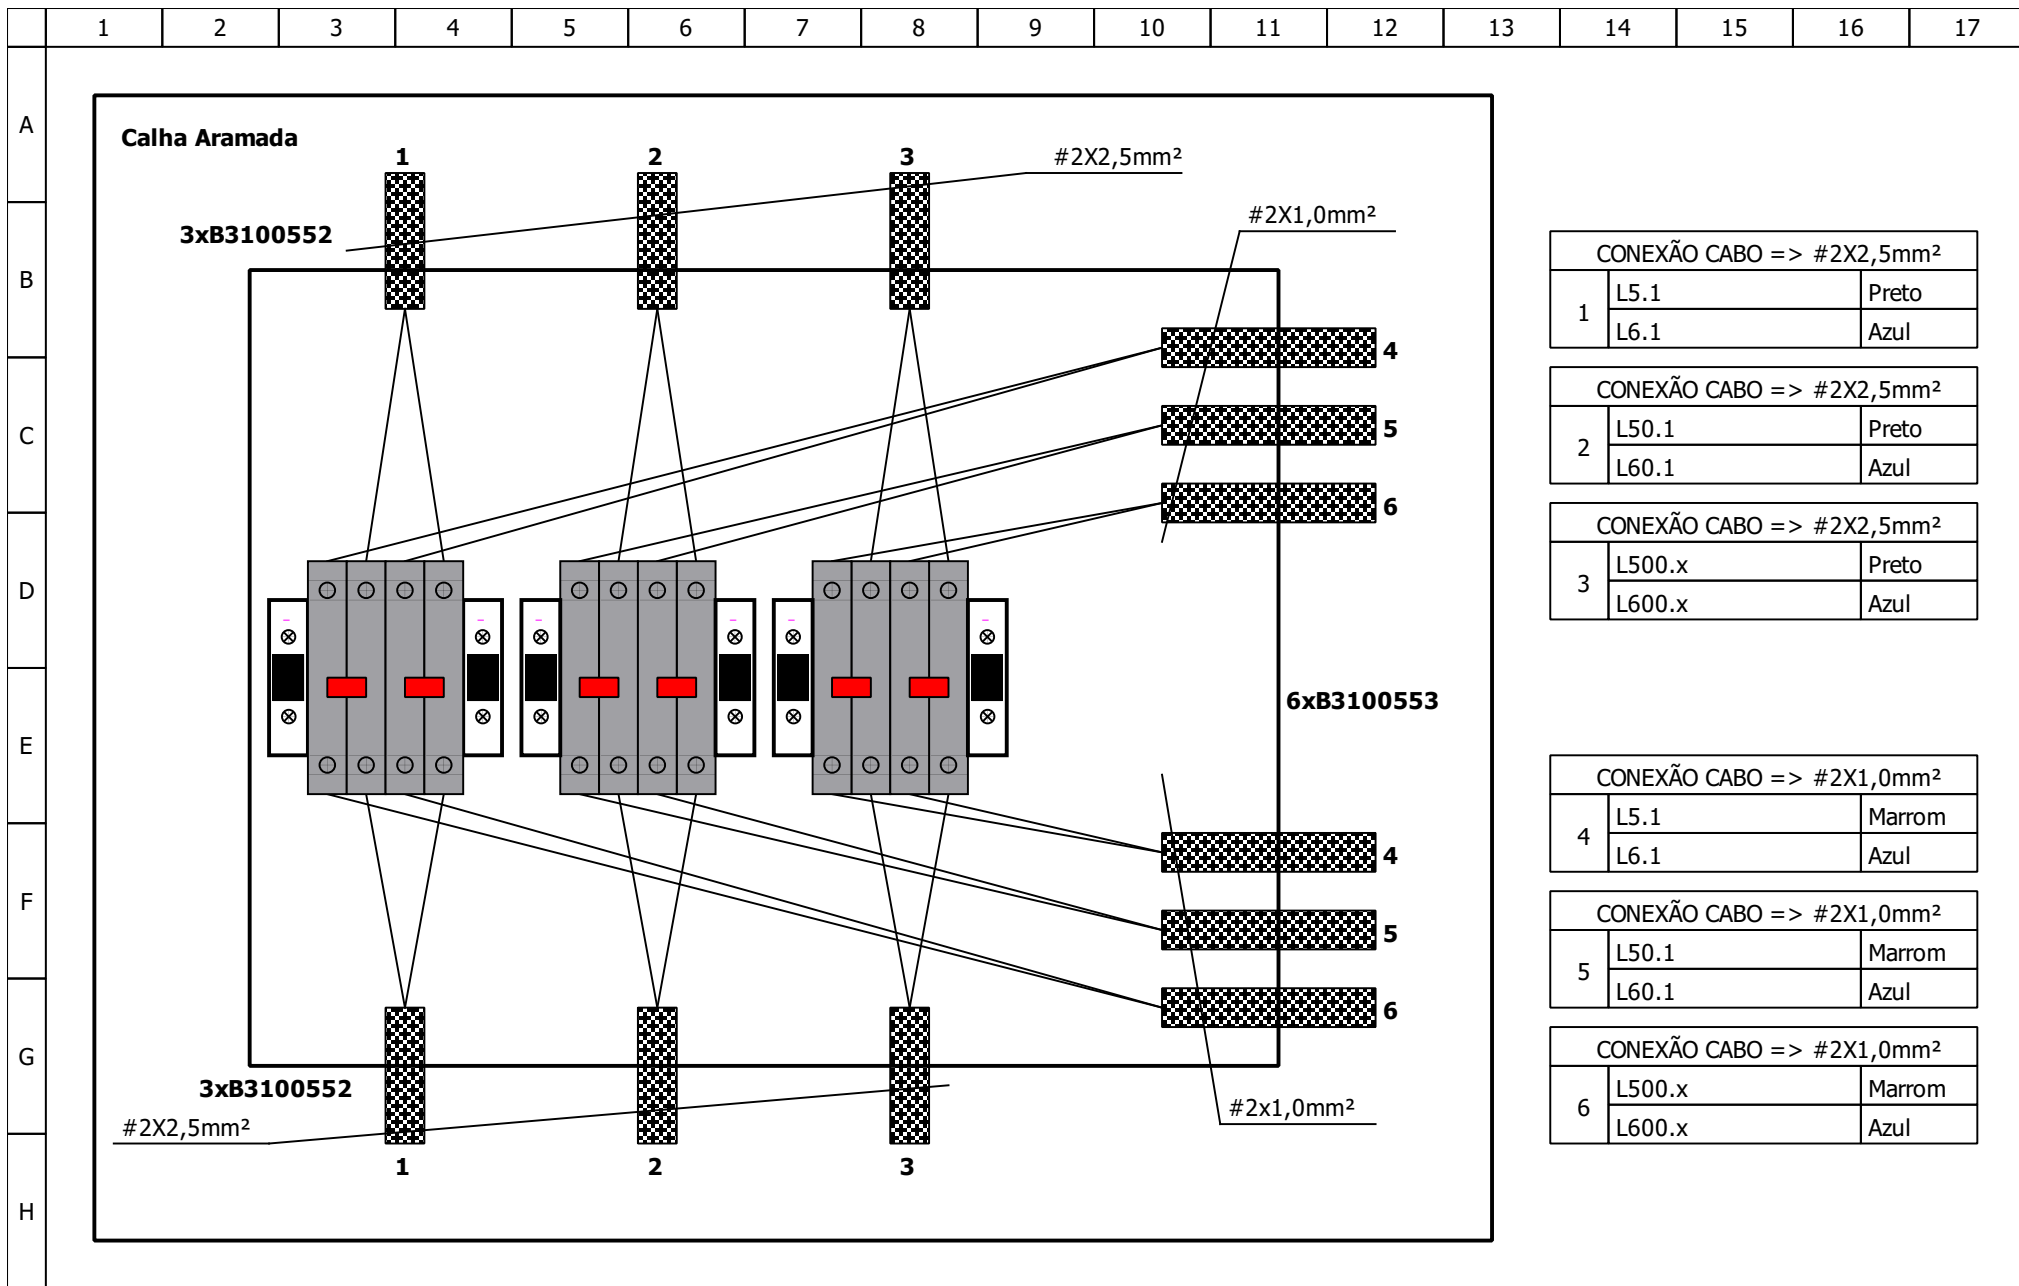 1 2 3 4 5 6 7 8 9 10 11 12 13 14 15 16 17
A
Calha Aramada
1 2 3 #2X2,5mm²
3xB3100552
#2X1,0mm²
B
4
C
5
6
D
6xB3100553
E
4
F
5
6
G
3xB3100552
#2X2,5mm²
#2x1,0mm²
1 2 3
H
CONEXÃO CABO => #2X2,5mm²
1
L5.1 Preto
L6.1 Azul
CONEXÃO CABO => #2X2,5mm²
2
L50.1 Preto
L60.1 Azul
CONEXÃO CABO => #2X2,5mm²
3
L500.x Preto
L600.x Azul
CONEXÃO CABO => #2X1,0mm²
4
L5.1 Marrom
L6.1 Azul
CONEXÃO CABO => #2X1,0mm²
5
L50.1 Marrom
L60.1 Azul
CONEXÃO CABO => #2X1,0mm²
6
L500.x Marrom
L600.x Azul